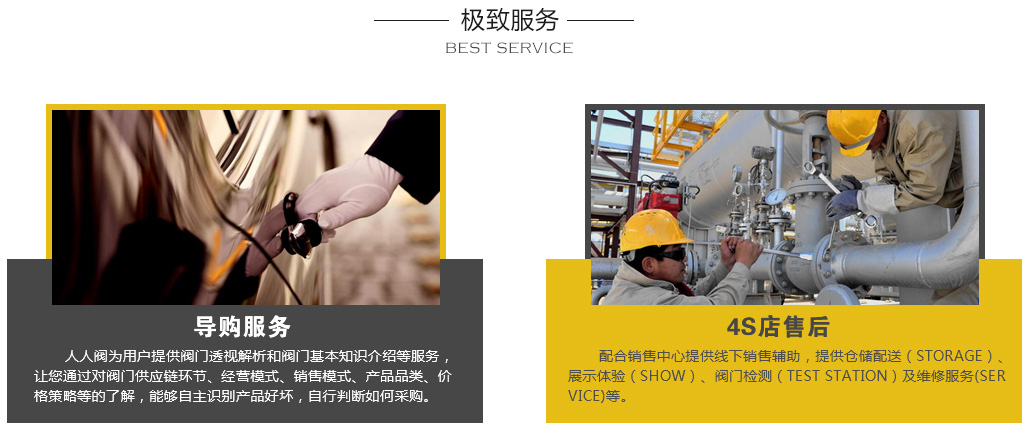 极致服务
BEST SERVICE
导购服务
人人阀为用户提供阀门透视解析和阀门基本知识介绍等服务，
让您通过对阀门供应链环节、经营模式、销售模式、产品品类、价
格策略等的了解，能够自主识别产品好坏，自行判断如何采购。
4S店售后
配合销售中心提供线下销售辅助，提供仓储配送（STORAGE）、
展示体验（SHOW）、阀门检测（TEST STATION）及维修服务(SER
VICE)等。